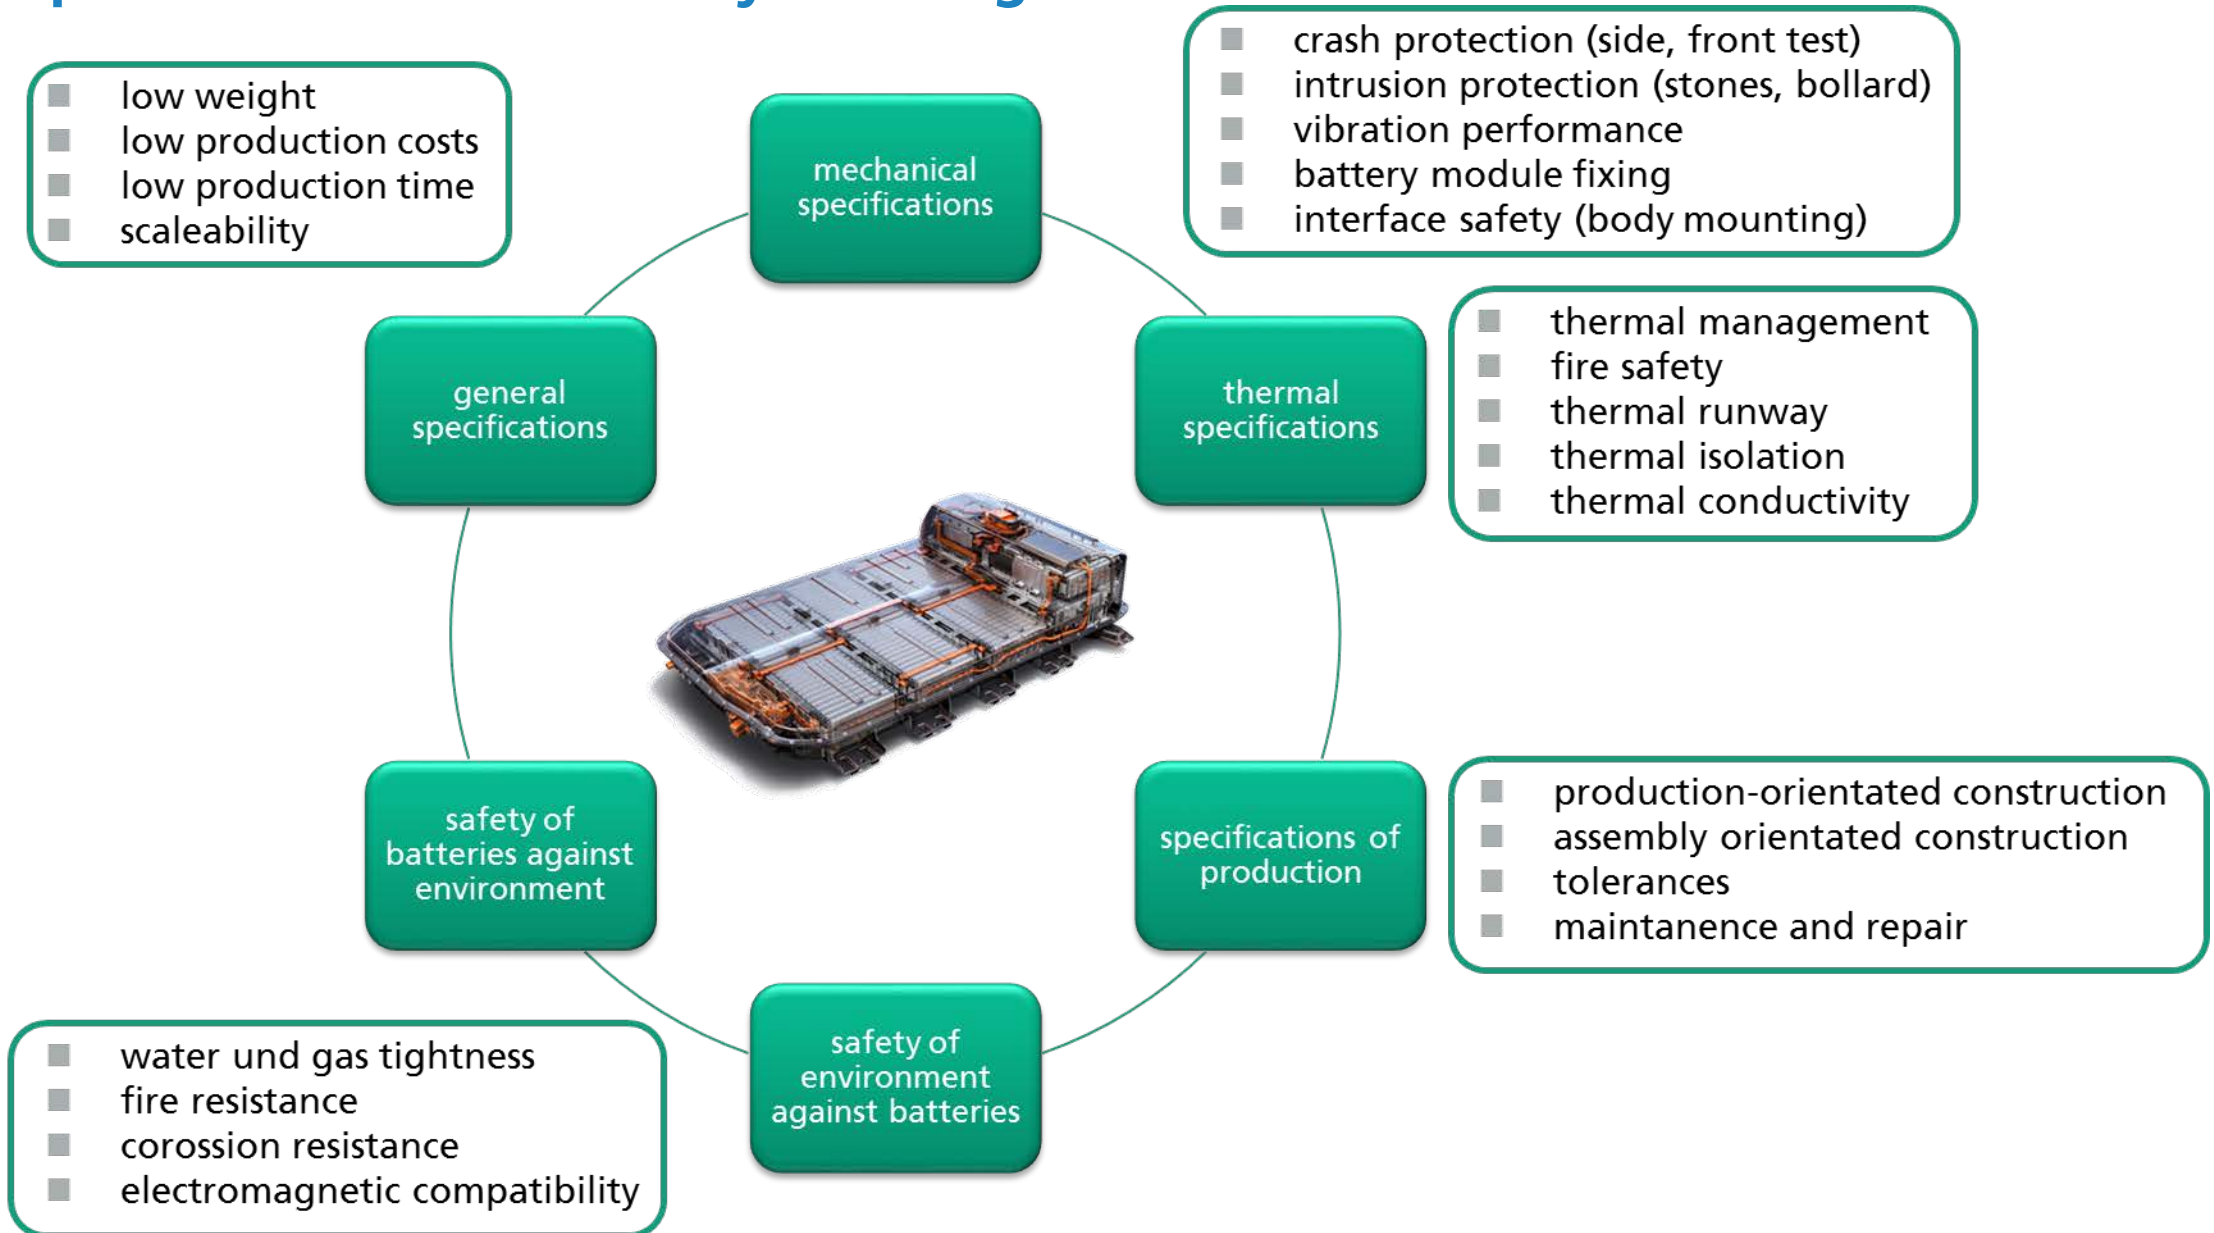 low weight
low production costs
low production time
scaleability
mechanical
specifications
crash protection (side, front test)
intrusion protection (stones, bollard)
vibration performance
battery module fixing
interface safety (body mounting)
general
specifications
thermal
specifications
thermal management
fire safety
thermal runway
thermal isolation
thermal conductivity
safety of
batteries against
environment
specifications of
production
production-orientated construction
assembly orientated construction
tolerances
maintanence and repair
water und gas tightness
fire resistance
corossion resistance
electromagnetic compatibility
safety of
environment
against batteries